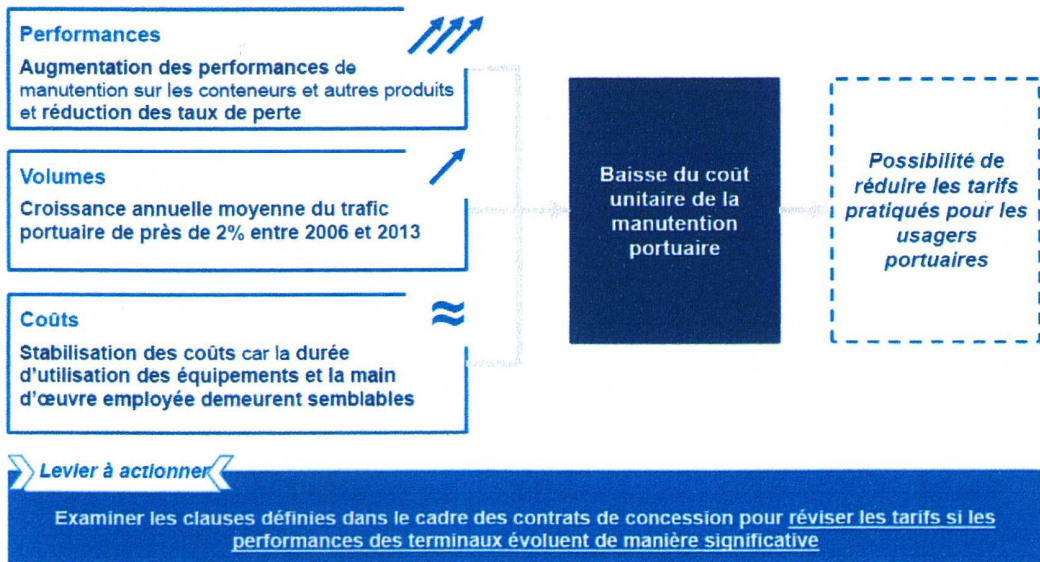 Performances
Augmentation des performances de
manutention sur les conteneurs et autres produits
et réduction des taux de perte
Volumes
Croissance annuelle moyenne du trafic
portuaire de près de 2% entre 2006 et 2013
≈
Coûts
Stabilisation des coûts car la durée
d'utilisation des équipements et la main
d'œuvre employée demeurent semblables
Baisse du coût
unitaire de la
manutention
portuaire
Possibilité de
réduire les tarifs
pratiqués pour les
usagers
portuaires
Levier à actionner
Examiner les clauses définies dans le cadre des contrats de concession pour réviser les tarifs si les
performances des terminaux évoluent de manière significative